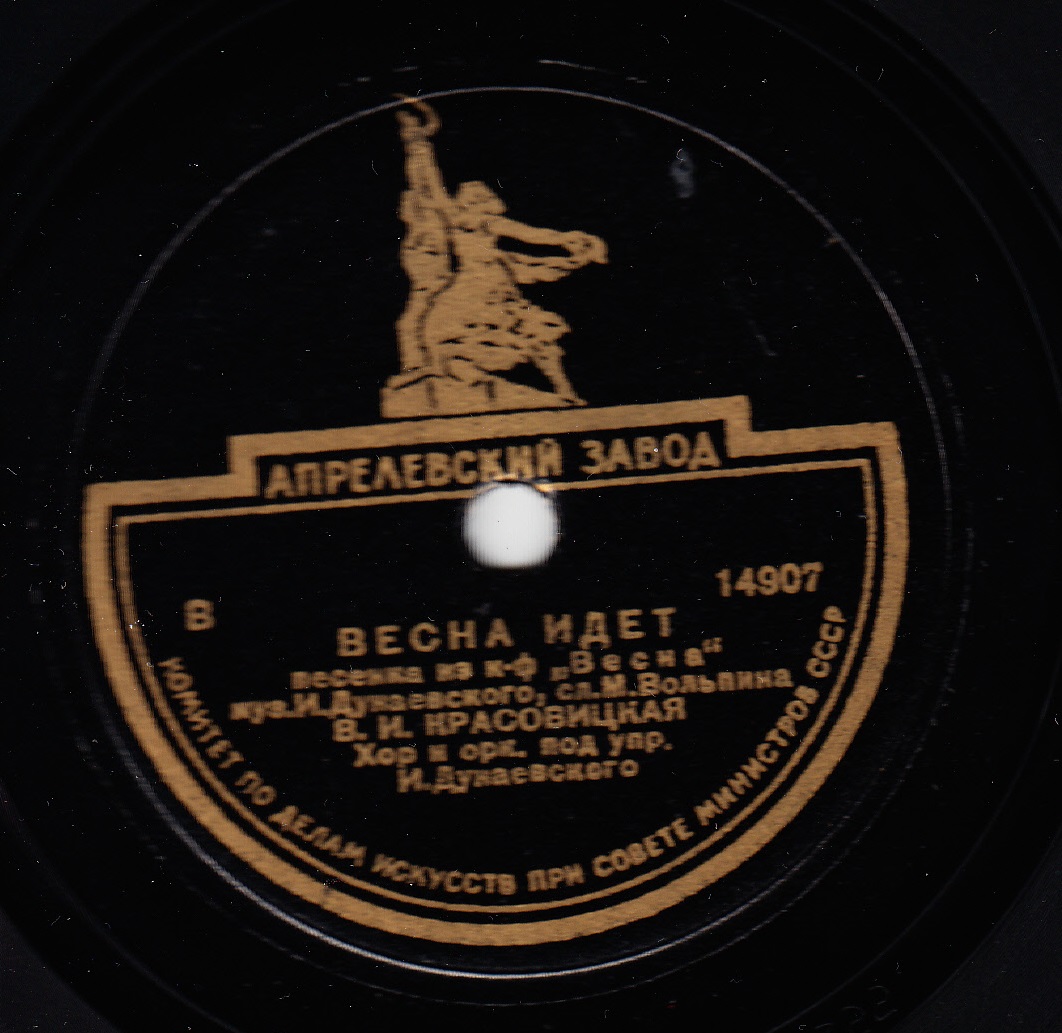 АПРЕЛЕВСКИЙ ЗАВОД
В 14907
ВЕСНА ИДЕТ
песенка из к-ф „Весна“
муз.И.Дунаевского, сл.М.Вольпина
В. И. КРАСОВИЦКАЯ
Хор и орк. под упр.
И.Дунаевского
КОМИТЕТ ПО ДЕЛАМ ИСКУССТВ ПРИ СОВЕТЕ МИНИСТРОВ СССР